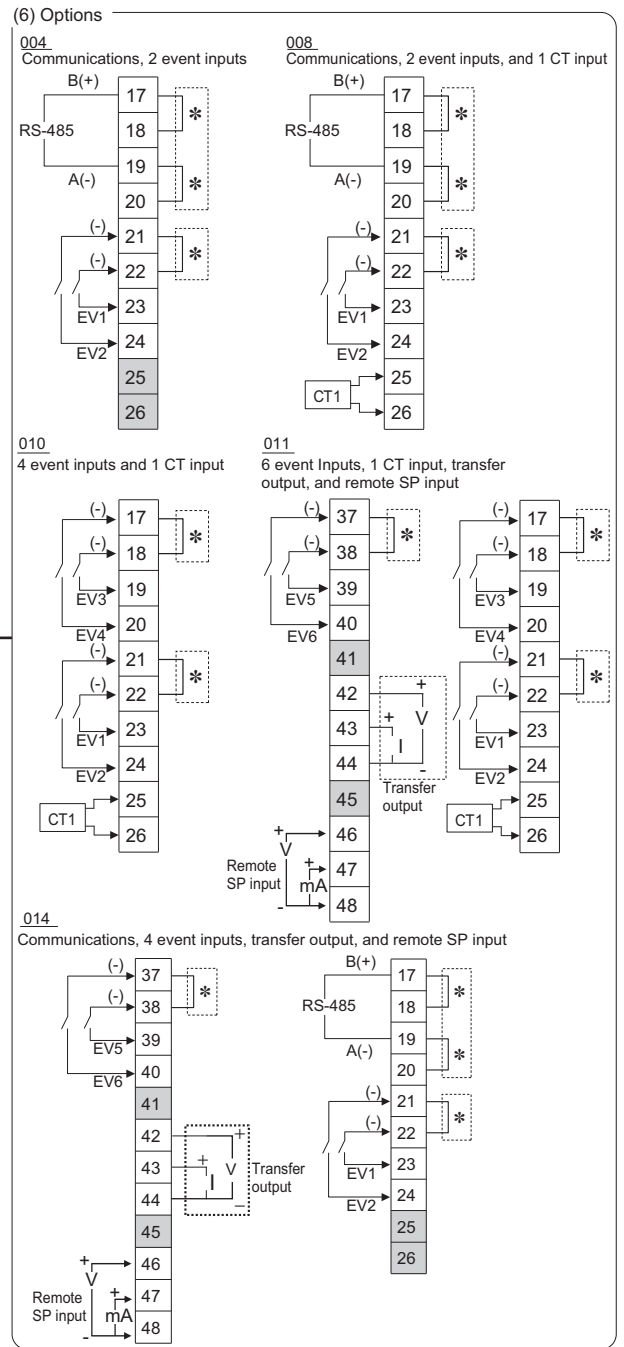 (6) Options
004
Communications, 2 event inputs
B(+)
RS-485
A(-)
17
18
19
20
21
22
23
24
25
26
*
*
*
(-)
(-)
EV1
EV2
008
Communications, 2 event inputs, and 1 CT input
B(+)
RS-485
A(-)
17
18
19
20
21
22
23
24
25
26
*
*
*
(-)
(-)
EV1
EV2
CT1
010
4 event inputs and 1 CT input
17
18
19
20
21
22
23
24
25
26
*
*
(-)
(-)
EV3
EV4
(-)
(-)
EV1
EV2
CT1
011
6 event Inputs, 1 CT input, transfer
output, and remote SP input
37
38
39
40
41
42
43
44
45
46
47
48
*
(-)
(-)
EV5
EV6
+
+
V
I
-
Transfer
output
+
V
+
mA
-
Remote
SP input
17
18
19
20
21
22
23
24
25
26
*
*
(-)
(-)
EV3
EV4
(-)
(-)
EV1
EV2
CT1
014
Communications, 4 event inputs, transfer output, and remote SP input
37
38
39
40
41
42
43
44
45
46
47
48
*
(-)
(-)
EV5
EV6
+
+
V
I
–
Transfer
output
+
V
+
mA
-
Remote
SP input
B(+)
RS-485
A(-)
17
18
19
20
21
22
23
24
25
26
*
*
*
(-)
(-)
EV1
EV2